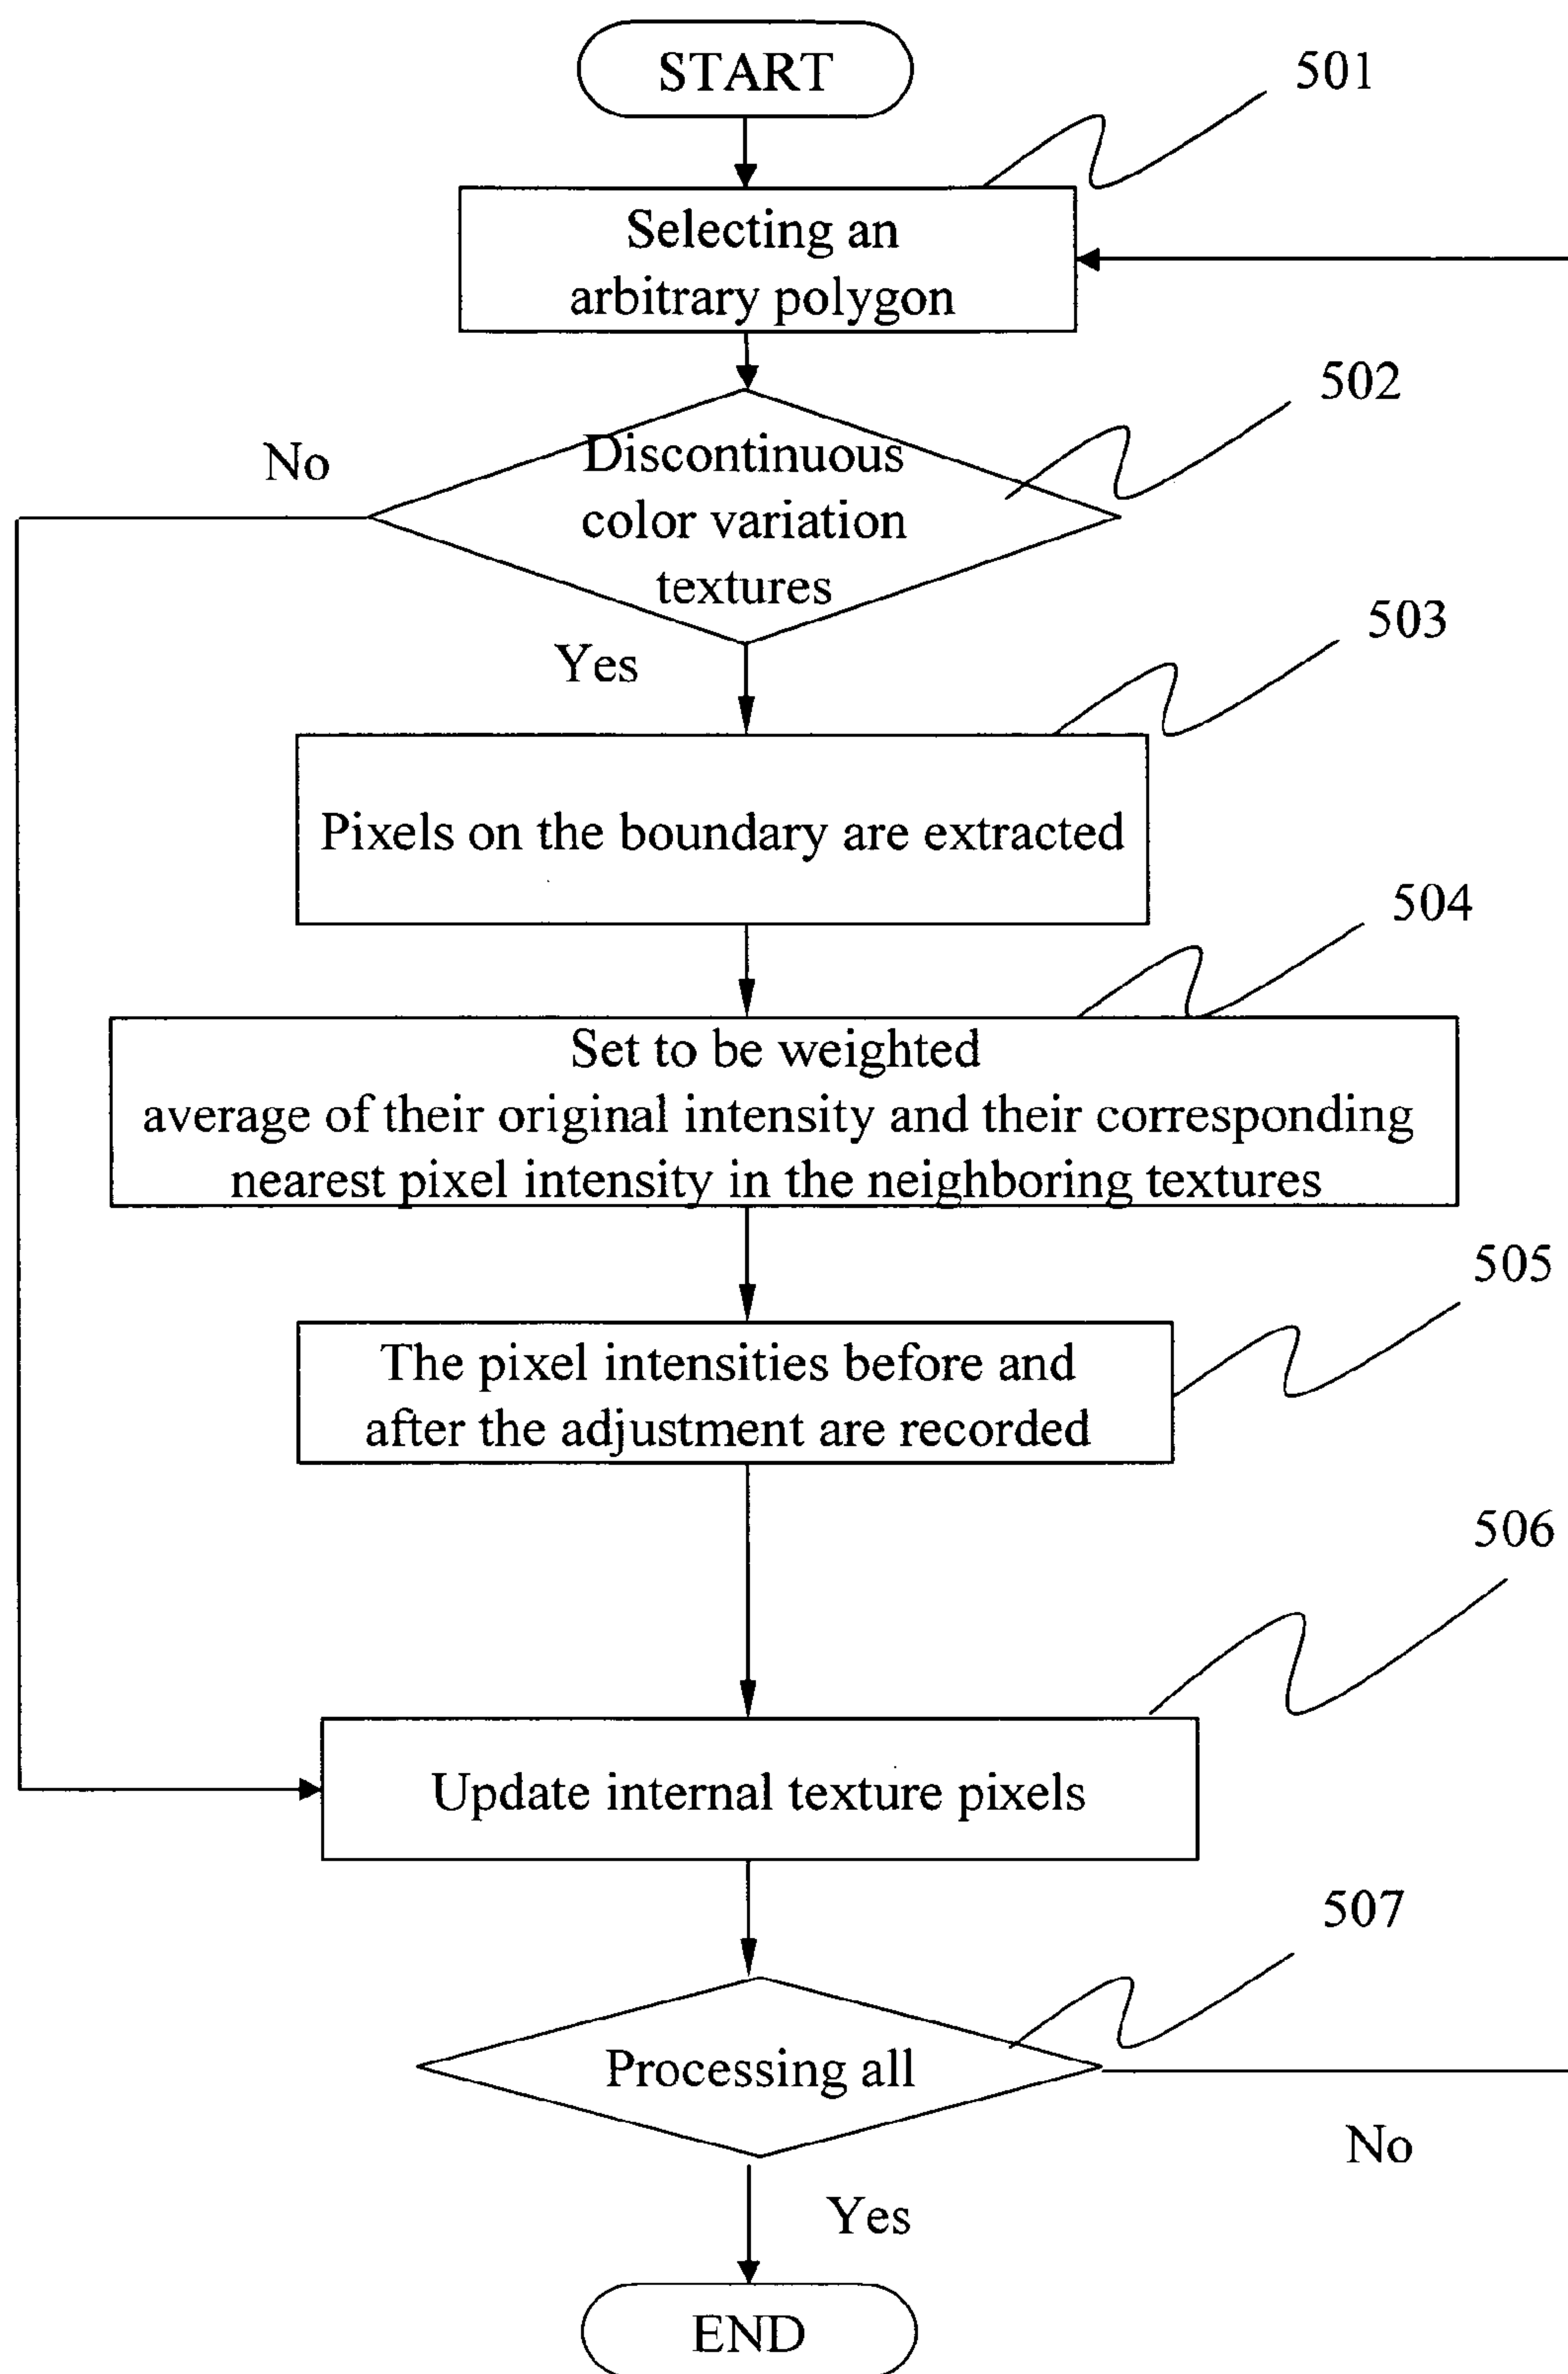 START
501
Selecting an
arbitrary polygon
502
No
Discontinuous
color variation
textures
Yes
503
Pixels on the boundary are extracted
504
Set to be weighted
average of their original intensity and their corresponding
nearest pixel intensity in the neighboring textures
505
The pixel intensities before and
after the adjustment are recorded
506
Update internal texture pixels
507
Processing all
No
Yes
END